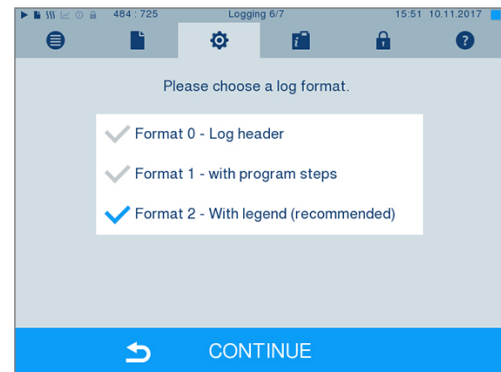 484 : 725 Logging 6/7 15:51 10.11.2017
Please choose a log format.
Format 0 - Log header
Format 1 - with program steps
Format 2 - With legend (recommended)
CONTINUE